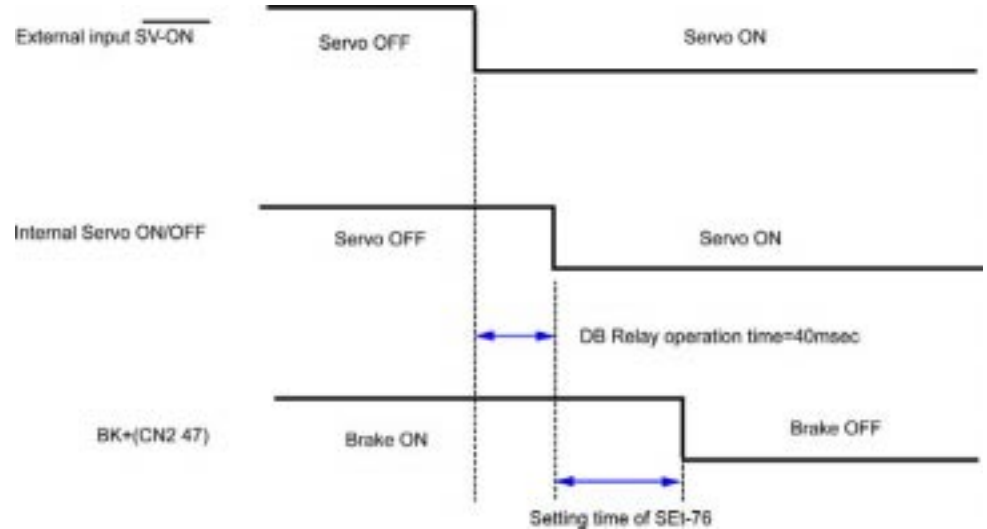 External input SV-ON
Servo OFF
Servo ON
Internal Servo ON/OFF
Servo OFF
Servo ON
DB Relay operation time=40msec
BK+(CN2 47)
Brake ON
Brake OFF
Setting time of SEt-76